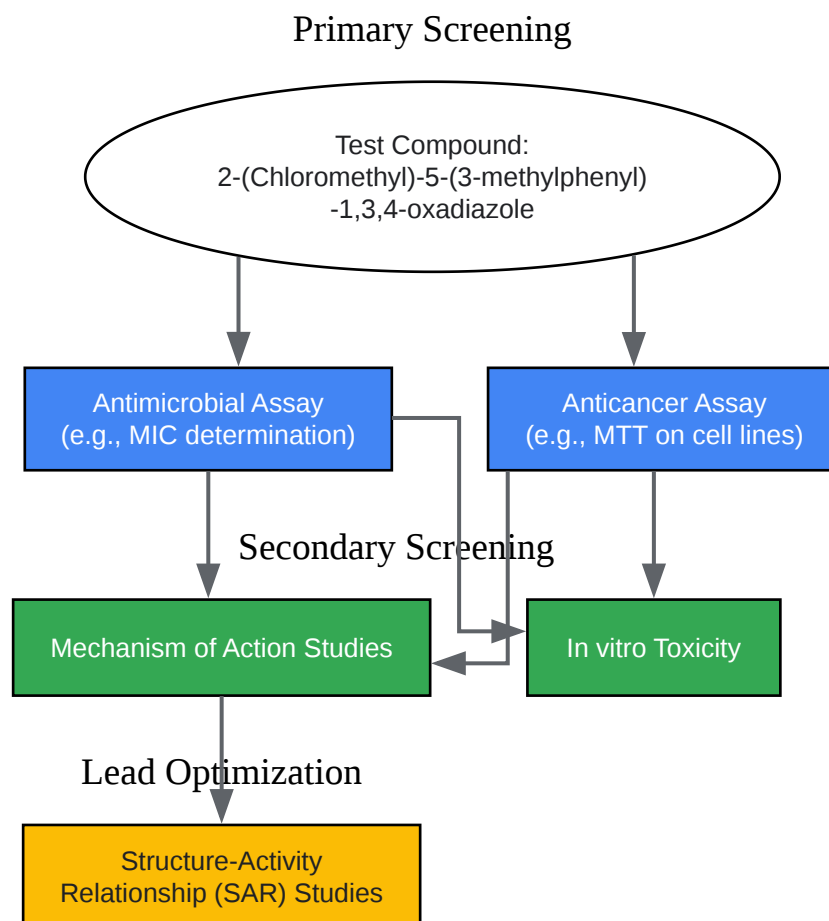 Primary Screening
Test Compound:
2-(Chloromethyl)-5-(3-methylphenyl)
-1,3,4-oxadiazole
Antimicrobial Assay
(e.g., MIC determination)
Anticancer Assay
(e.g., MTT on cell lines)
Secondary Screening
Mechanism of Action Studies
In vitro Toxicity
Lead Optimization
Structure-Activity
Relationship (SAR) Studies